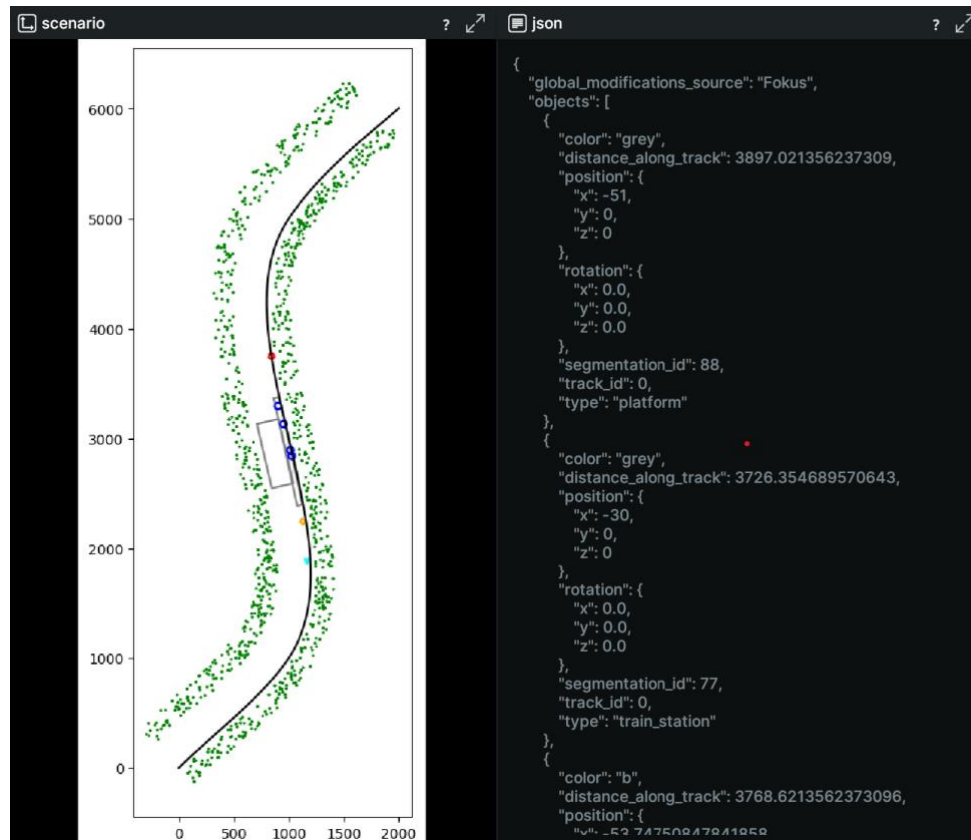 scenario
?
json
?
6000
5000
4000
3000
2000
1000
0
0 500 1000 1500 2000
{
"global_modifications_source": "Fokus",
"objects": [
{
"color": "grey",
"distance_along_track": 3897.021356237309,
"position": {
"x": -51,
"y": 0,
"z": 0
},
"rotation": {
"x": 0.0,
"y": 0.0,
"z": 0.0
},
"segmentation_id": 88,
"track_id": 0,
"type": "platform"
},
{
"color": "grey",
"distance_along_track": 3726.354689570643,
"position": {
"x": -30,
"y": 0,
"z": 0
},
"rotation": {
"x": 0.0,
"y": 0.0,
"z": 0.0
},
"segmentation_id": 77,
"track_id": 0,
"type": "train_station"
},
{
"color": "b",
"distance_along_track": 3768.6213562373096,
"x": -53.74750847841858